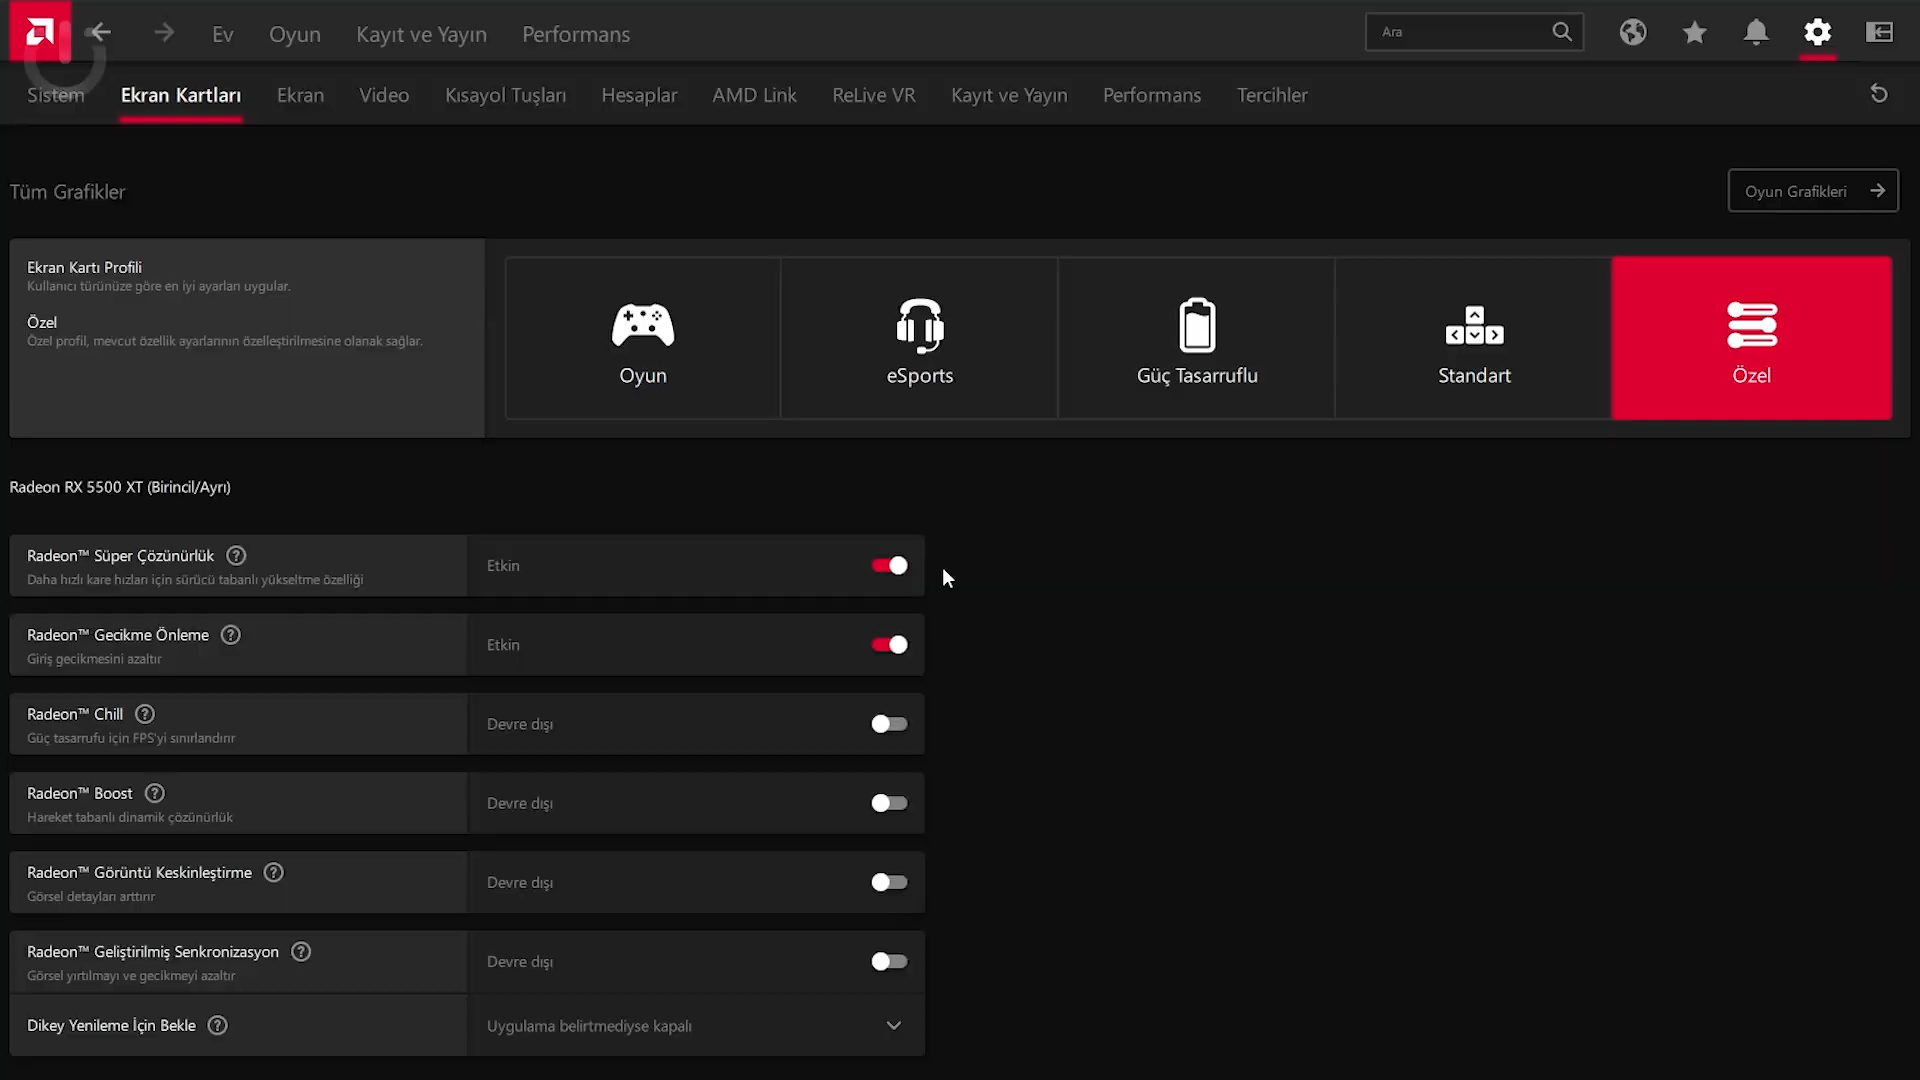 Ev Oyun Kayıt ve Yayın Performans Ara
Sistem Ekran Kartları Ekran Video Kısayol Tuşları Hesaplar AMD Link ReLive VR Kayıt ve Yayın Performans Tercihler
Tüm Grafikler
Oyun Grafikleri
Ekran Kartı Profili
Kullanıcı türünüze göre en iyi ayarları uygular.
Özel
Özel profil, mevcut özellik ayarlarının özelleştirilmesine olanak sağlar.
Oyun
eSports
Güç Tasarruflu
Standart
Özel
Radeon RX 5500 XT (Birincil/Ayrı)
Radeon™ Süper Çözünürlük
Daha hızlı kare hızları için sürücü tabanlı yükseltme özelliği
Etkin
Radeon™ Gecikme Önleme
Giriş gecikmesini azaltır
Etkin
Radeon™ Chill
Güç tasarrufu için FPS'yi sınırlandırır
Devre dışı
Radeon™ Boost
Hareket tabanlı dinamik çözünürlük
Devre dışı
Radeon™ Görüntü Keskinleştirme
Görsel detayları arttırır
Devre dışı
Radeon™ Geliştirilmiş Senkronizasyon
Görsel yırtılmayı ve gecikmeyi azaltır
Devre dışı
Dikey Yenileme İçin Bekle
Uygulama belirtmediyse kapalı